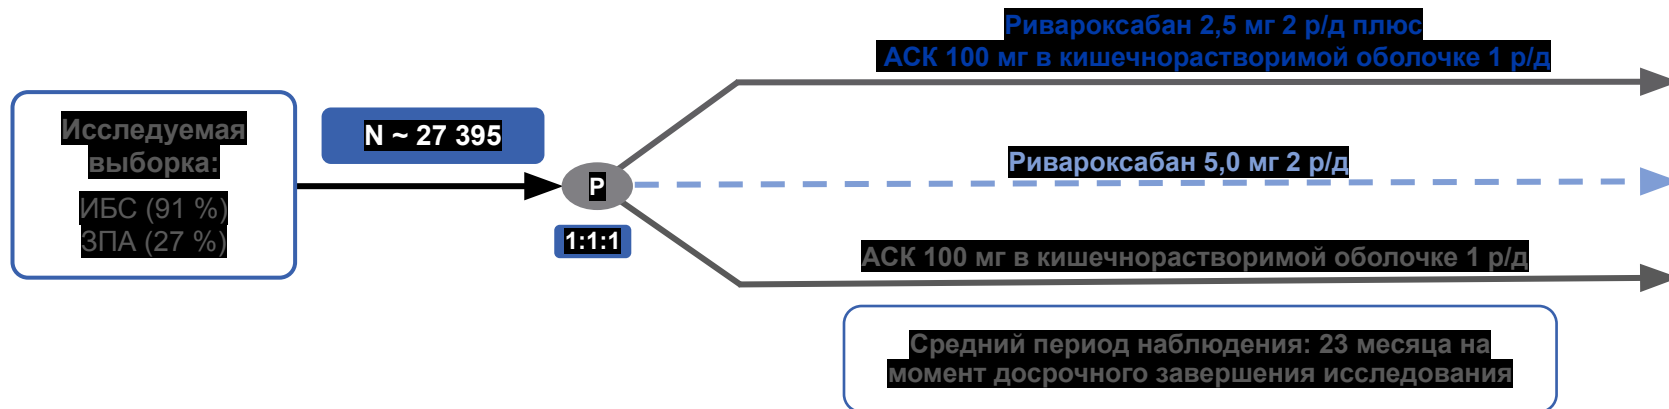 Ривароксабан 2,5 мг 2 р/д плюс
АСК 100 мг в кишечнорастворимой оболочке 1 р/д
Исследуемая
выборка:
ИБС (91 %)
ЗПА (27 %)
N ~ 27 395
Р
1:1:1
Ривароксабан 5,0 мг 2 р/д
АСК 100 мг в кишечнорастворимой оболочке 1 р/д
Средний период наблюдения: 23 месяца на
момент досрочного завершения исследования